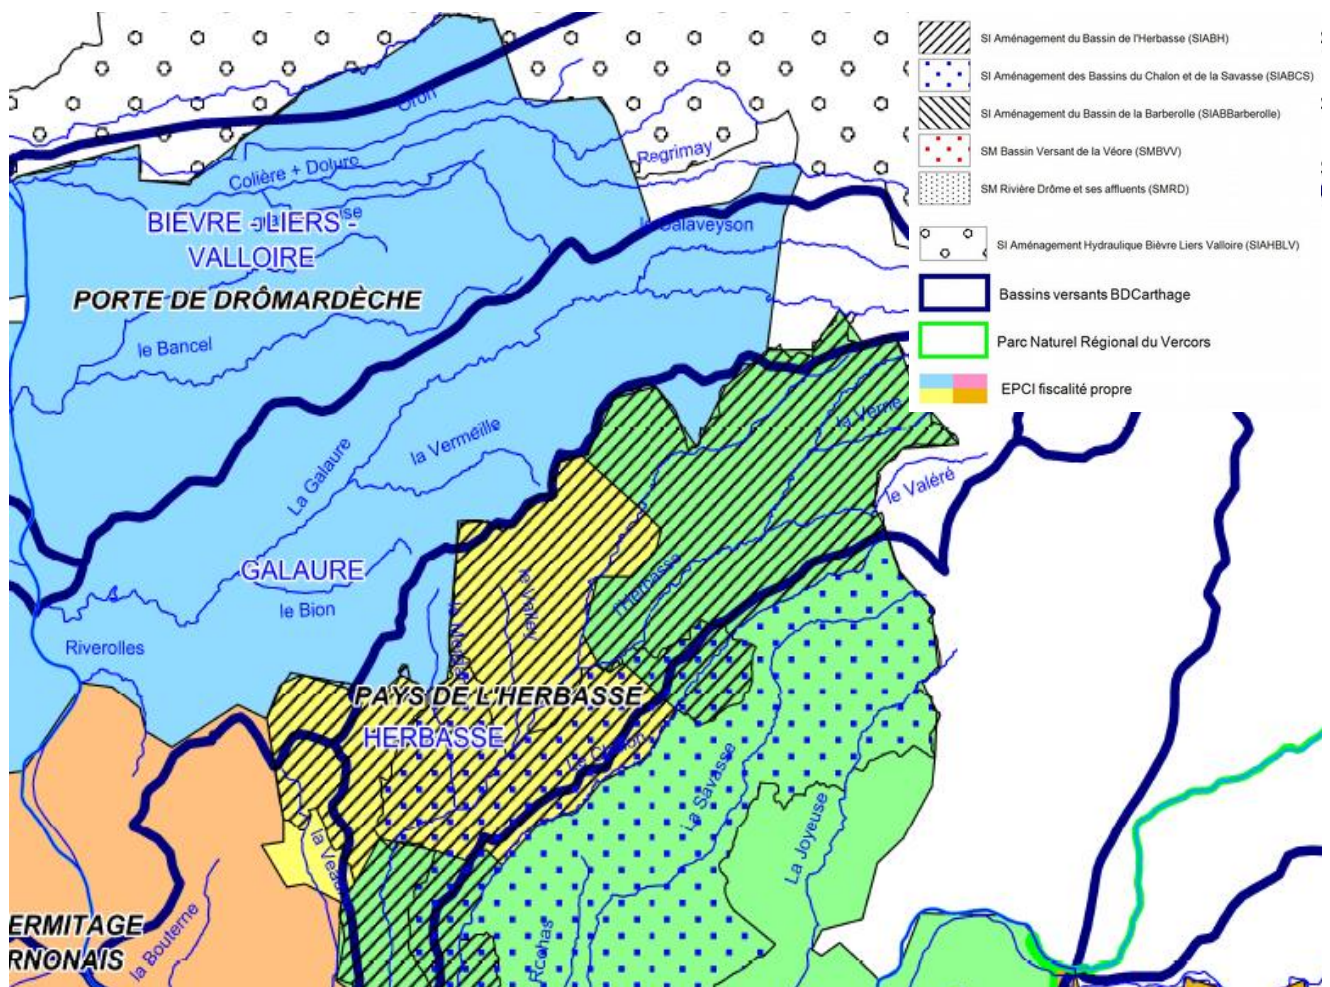 SI Aménagement du Bassin de l'Herbasse (SIABH)
SI Aménagement des Bassins du Chalon et de la Savasse (SIABCS)
SI Aménagement du Bassin de la Barberolle (SIABBarberolle)
SM Bassin Versant de la Véore (SMBVV)
SM Rivière Drôme et ses affluents (SMRD)
SI Aménagement Hydraulique Bièvre Liers Valloire (SIAHBLV)
Bassins versants BDCarthage
Parc Naturel Régional du Vercors
EPCI fiscalité propre
Oron
Regrimay
Colière + Dolure
BIEVRE - LIERS -
VALLOIRE
PORTE DE DRÔMARDÈCHE
le Bancel
la Vermeille
La Galaure
la Verne
le Valéré
GALAURE
le Bion
l'Herbasse
le Valley
Riverolles
PAYS DE L'HERBASSE
HERBASSE
La Savasse
La Joyeuse
ERMITAGE
RNONAIS
la Bouterne